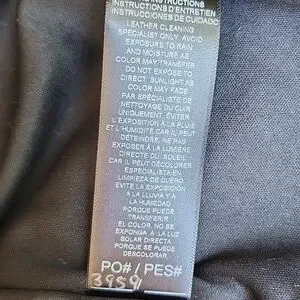 INSTRUCTIONS
INSTRUCTIONS D'ENTRETIEN
INSTRUCCIONES DE CUIDADO:
LEATHER CLEANING
SPECIALIST ONLY. AVOID
EXPOSURE TO RAIN
AND MOISTURE AS
COLOR MAY TRANSFER
DO NOT EXPOSE TO
DIRECT SUNLIGHT AS
COLOR MAY FADE
PAR SPÉCIALISTE DE
NETTOYAGE DU CUIR
UNIQUEMENT. ÉVITER
L'EXPOSITION À LA PLUIE
ET L'HUMIDITÉ CAR IL PEUT
DÉTEINDRE. NE PAS
EXPOSER À LA LUMIÈRE
DIRECTE DU SOLEIL
CAR IL PEUT DÉCOLORER
ESPECIALISTA EN
LIMPIEZA DE CUERO
EVITE LA EXPOSICIÓN
A LA LLUVIA Y A
LA HUMEDAD
PORQUE PUEDE
TRANSFERIR
EL COLOR. NO SE
EXPONGA A LA LUZ
SOLAR DIRECTA
PORQUE SE PUEDE
DESCOLORAR
PO# / PES#
3959